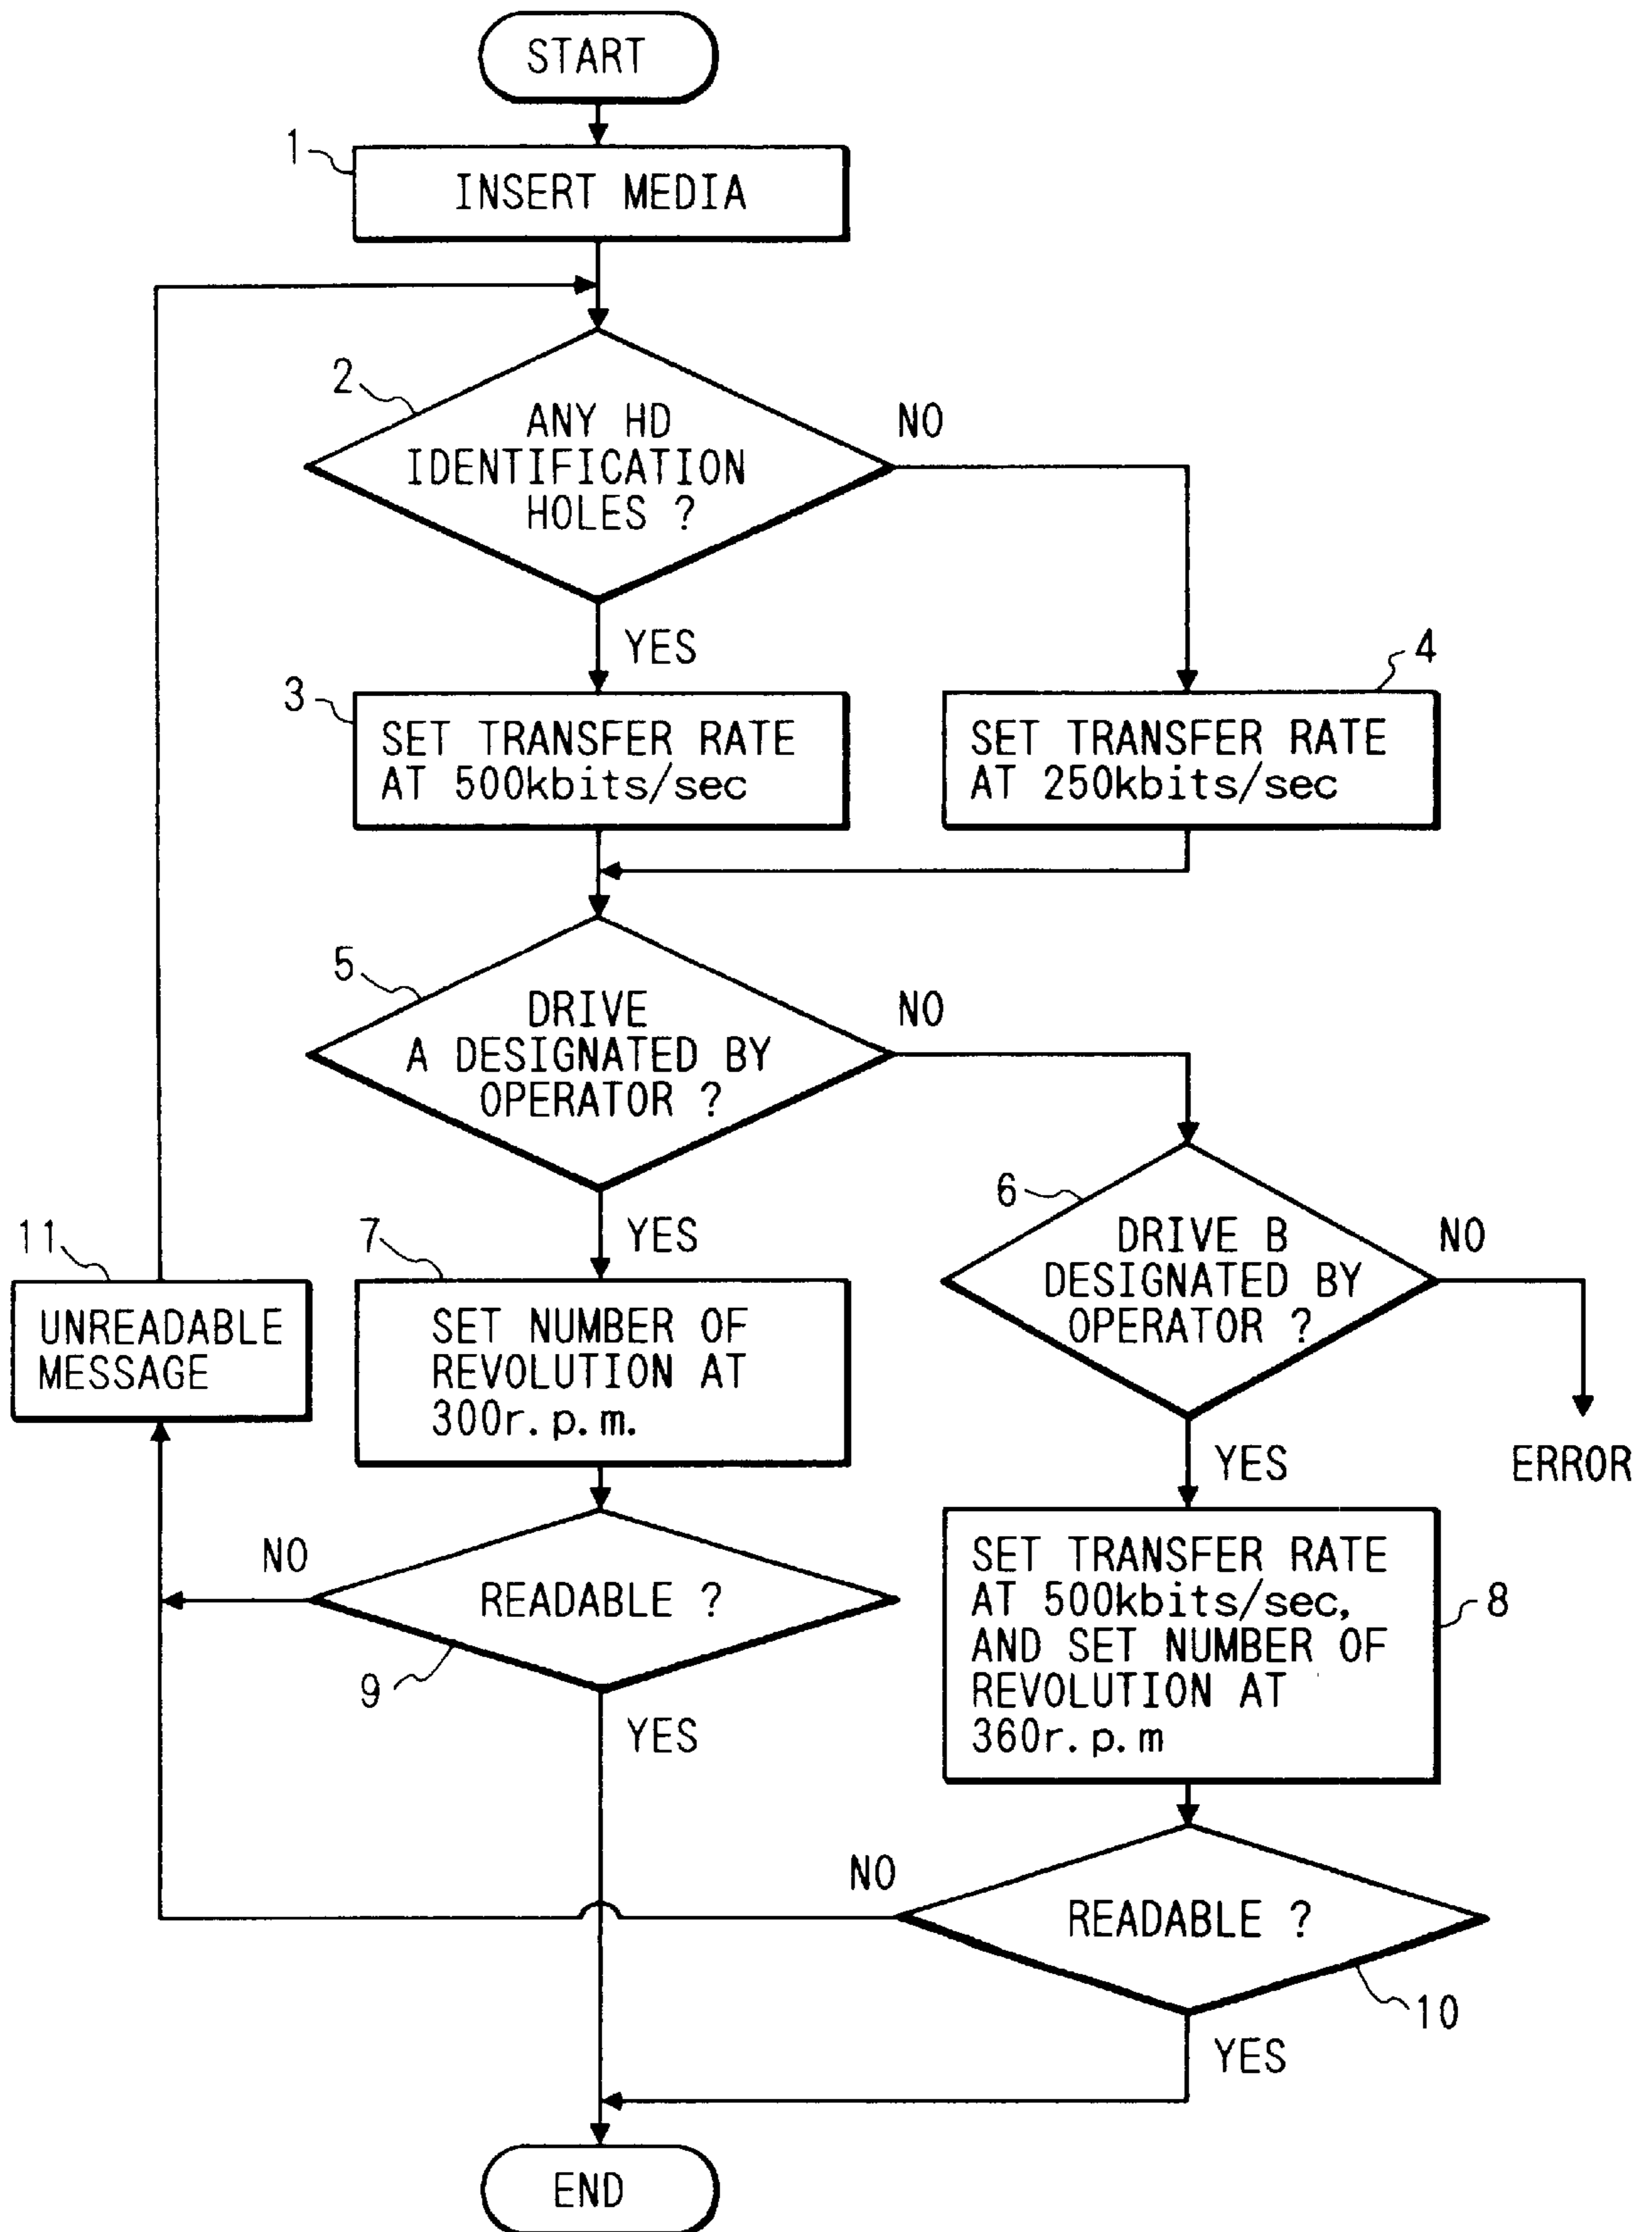 START
1
INSERT MEDIA
2
ANY HD
IDENTIFICATION
HOLES ?
NO
YES
3
SET TRANSFER RATE
AT 500kbits/sec
4
SET TRANSFER RATE
AT 250kbits/sec
5
DRIVE
A DESIGNATED BY
OPERATOR ?
NO
YES
6
DRIVE B
DESIGNATED BY
OPERATOR ?
NO
ERROR
YES
11
UNREADABLE
MESSAGE
7
SET NUMBER OF
REVOLUTION AT
300r.p.m.
NO
READABLE ?
9
YES
SET TRANSFER RATE
AT 500kbits/sec,
AND SET NUMBER OF
REVOLUTION AT
360r.p.m
8
NO
READABLE ?
10
YES
END